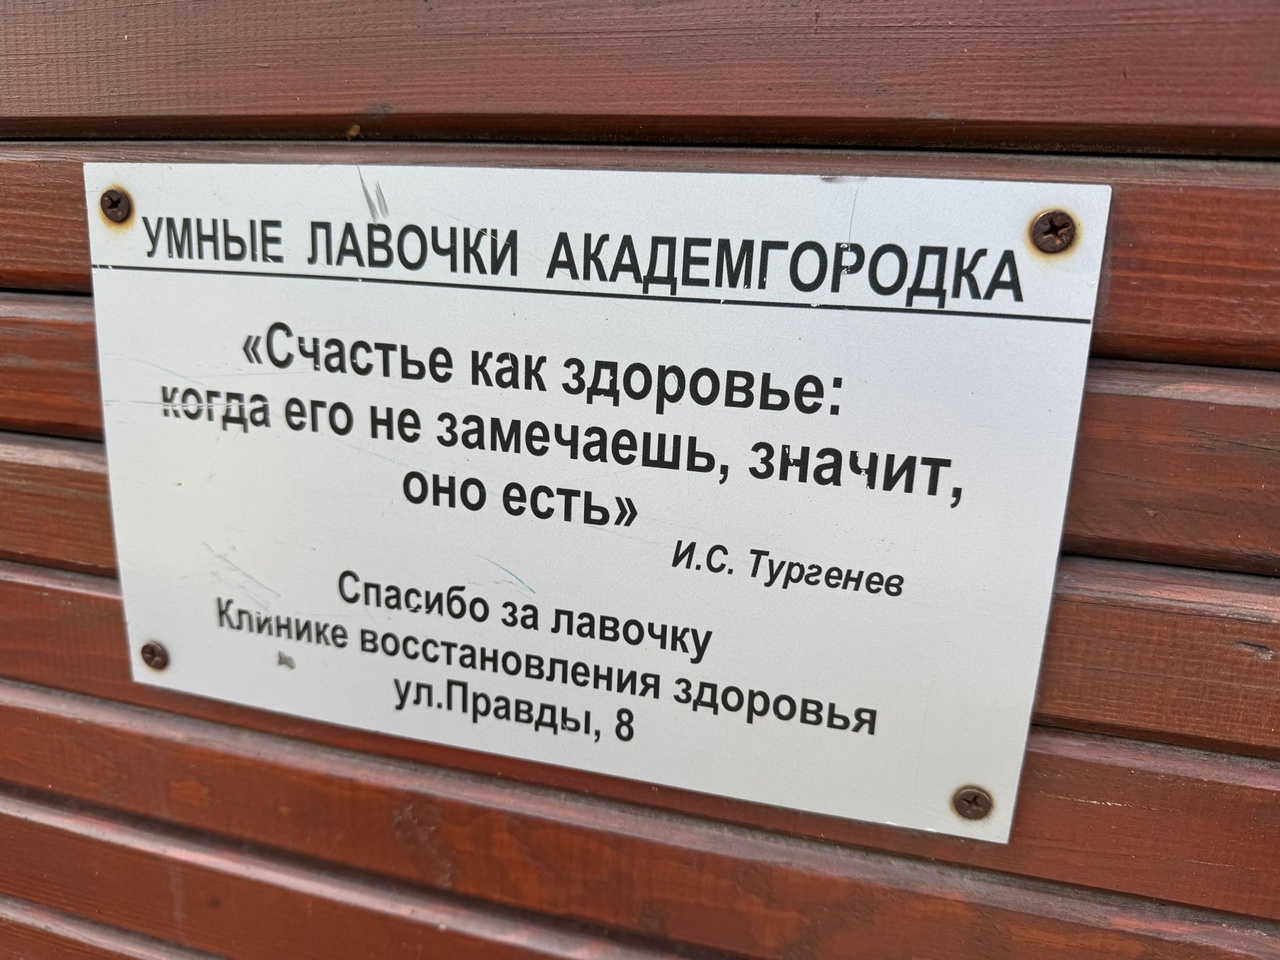 УМНЫЕ ЛАВОЧКИ АКАДЕМГОРОДКА
«Счастье как здоровье:
когда его не замечаешь, значит,
оно есть»
И.С. Тургенев
Спасибо за лавочку
Клинике восстановления здоровья
ул.Правды, 8